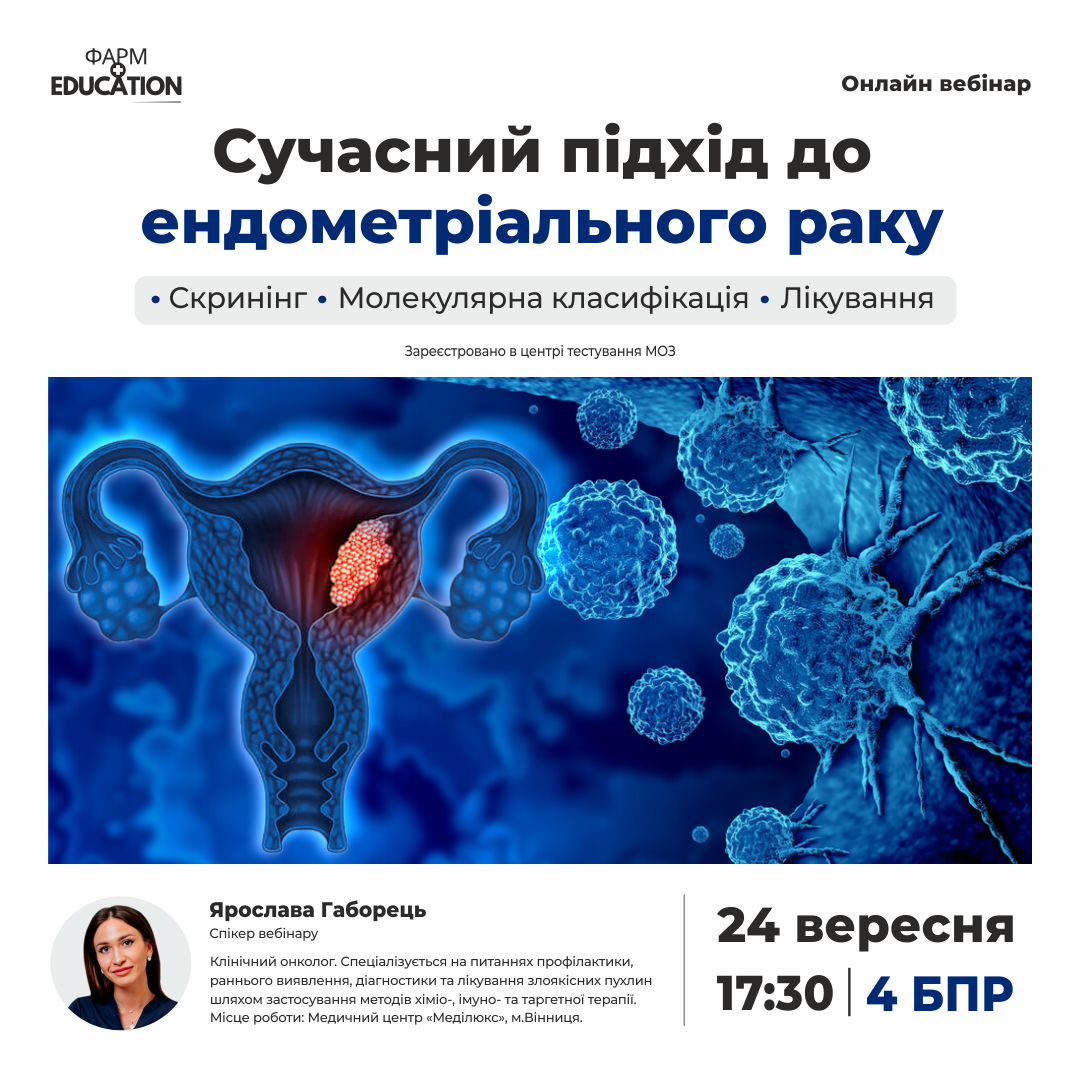 ФАРМ
EDUCATION
Онлайн вебінар
Сучасний підхід до
ендометріального раку
• Скринінг • Молекулярна класифікація • Лікування
Зареєстровано в центрі тестування МОЗ
Ярослава Габорець
Спікер вебінару
Клінічний онколог. Спеціалізується на питаннях профілактики,
раннього виявлення, діагностики та лікування злоякісних пухлин
шляхом застосування методів хіміо-, імуно- та таргетної терапії.
Місце роботи: Медичний центр «Меділюкс», м.Вінниця.
24 вересня
17:30 | 4 БПР